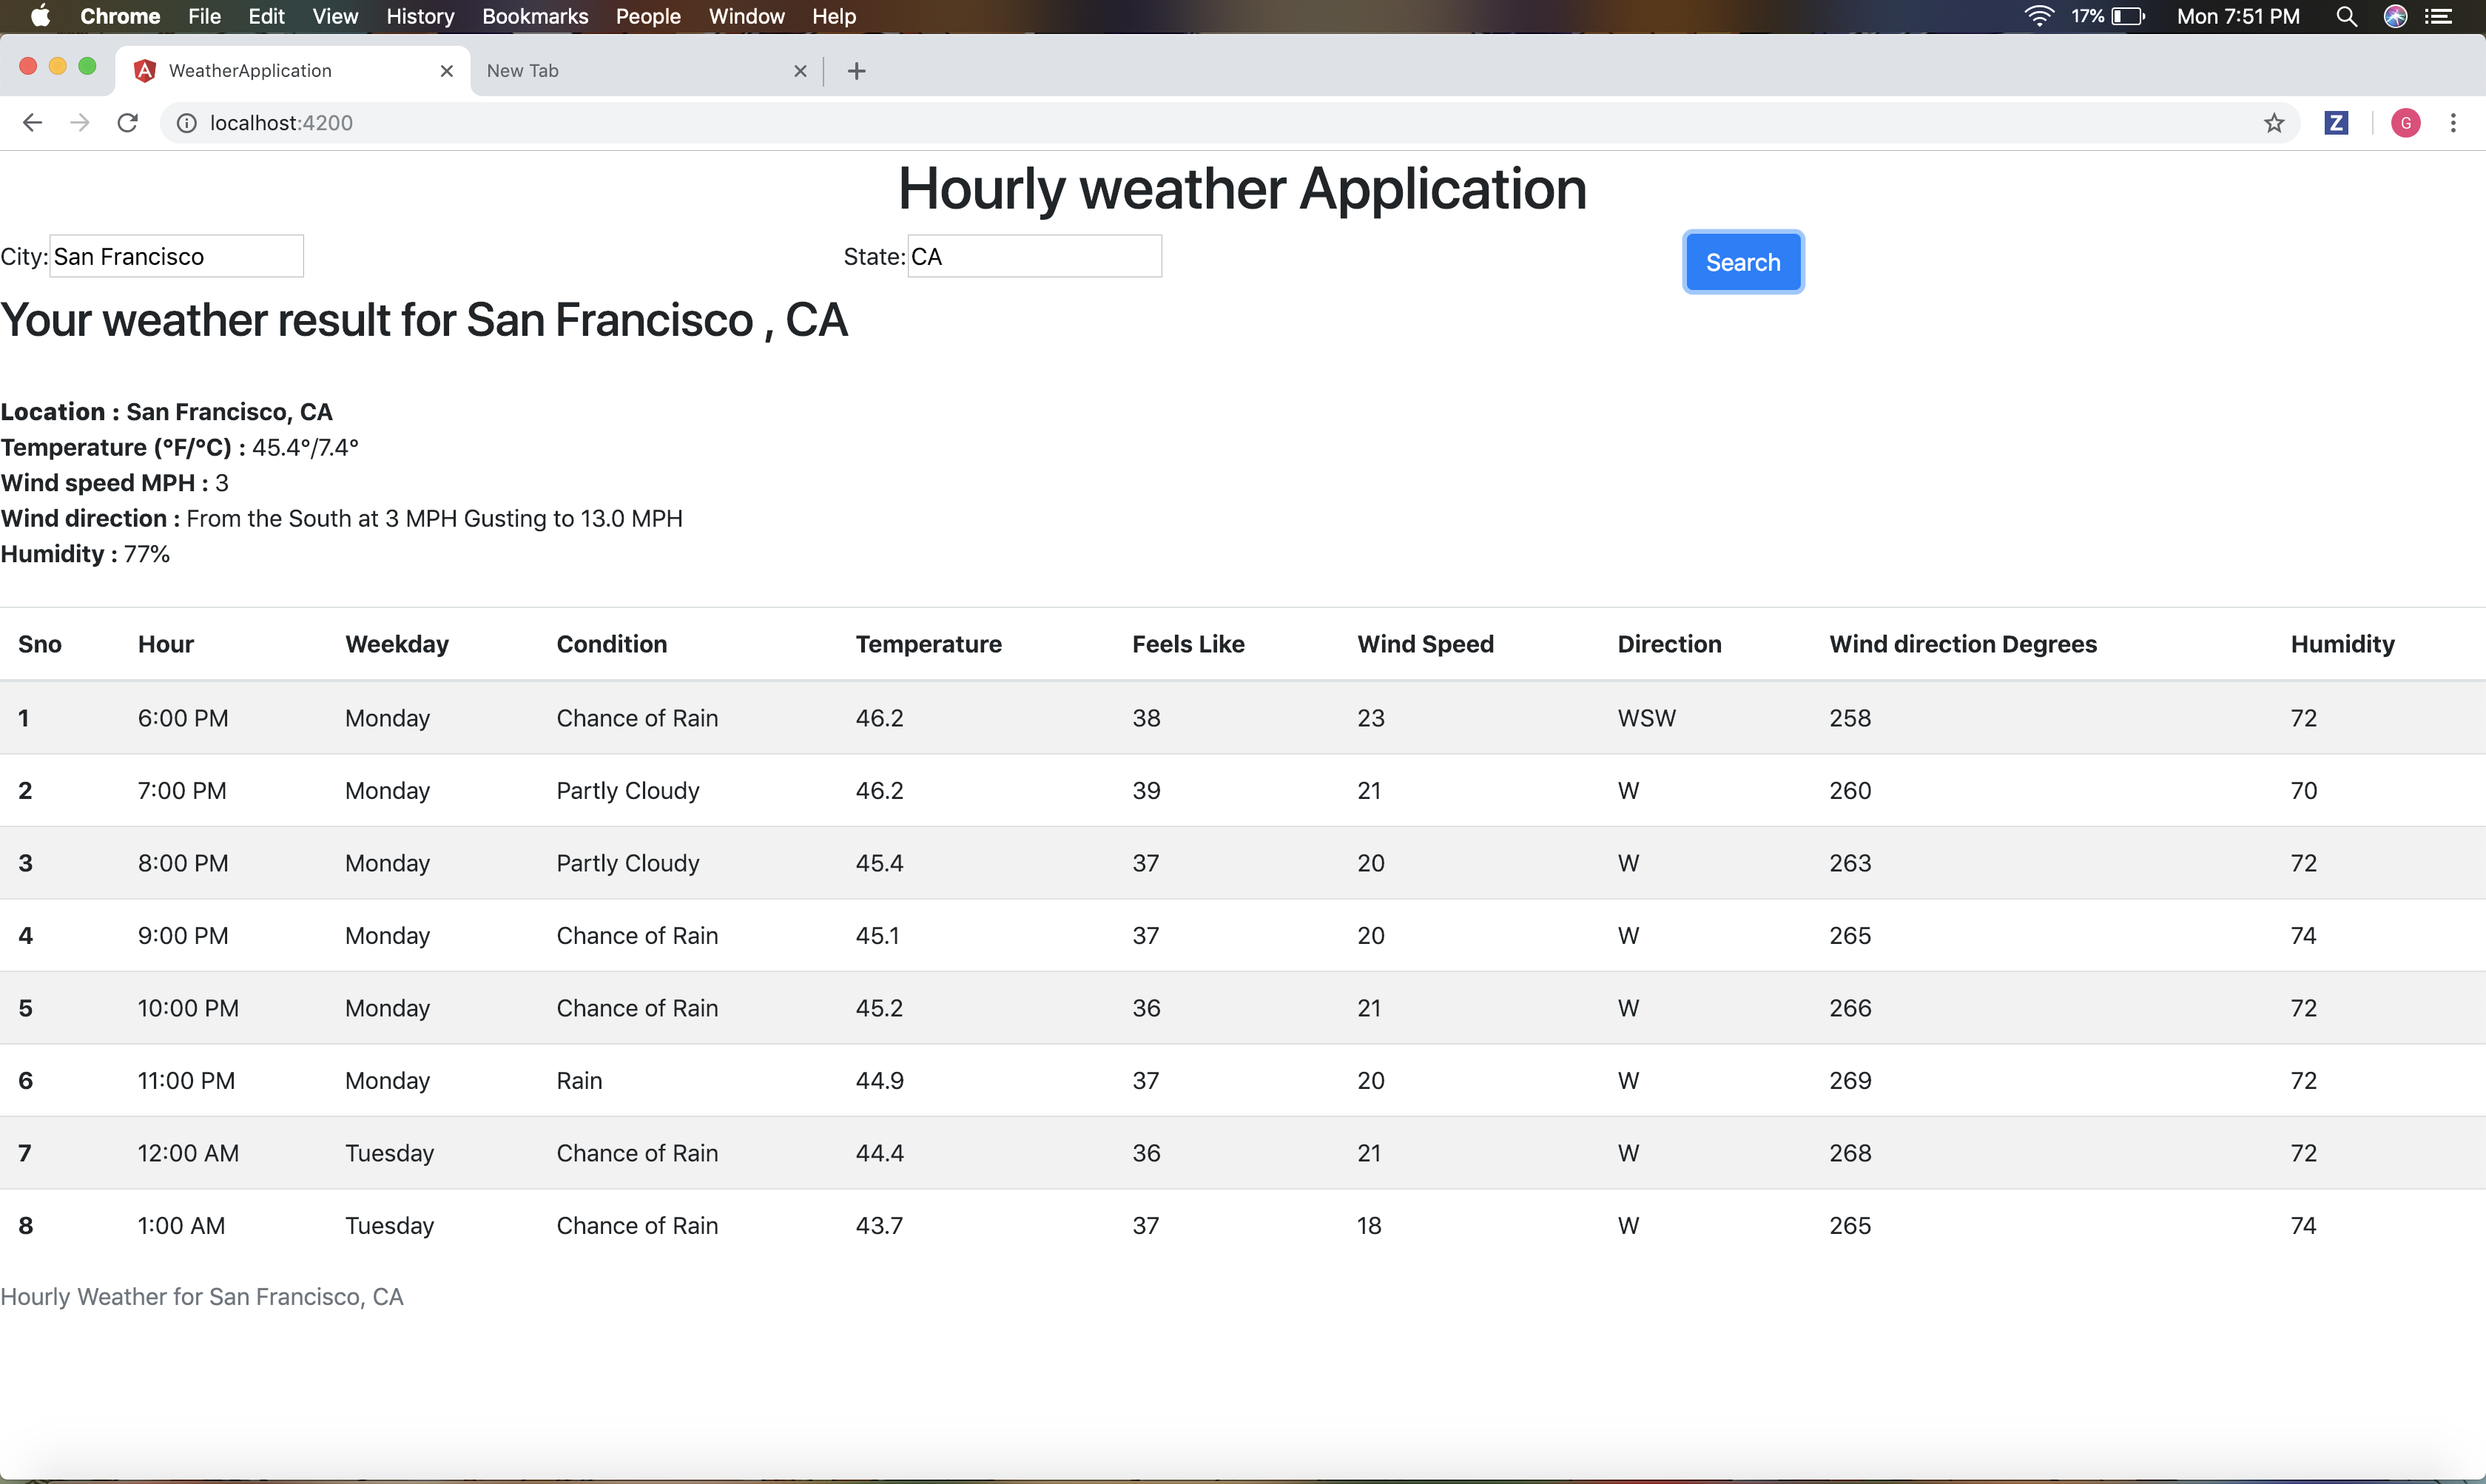 Chrome File Edit View History Bookmarks People Window Help 17% Mon 7:51 PM
WeatherApplication New Tab
localhost:4200 Z G
Hourly weather Application
City: San Francisco State: CA Search
Your weather result for San Francisco , CA
Location : San Francisco, CA
Temperature (°F/°C) : 45.4°/7.4°
Wind speed MPH : 3
Wind direction : From the South at 3 MPH Gusting to 13.0 MPH
Humidity : 77%
Sno Hour Weekday Condition Temperature Feels Like Wind Speed Direction Wind direction Degrees Humidity
1 6:00 PM Monday Chance of Rain 46.2 38 23 WSW 258 72
2 7:00 PM Monday Partly Cloudy 46.2 39 21 W 260 70
3 8:00 PM Monday Partly Cloudy 45.4 37 20 W 263 72
4 9:00 PM Monday Chance of Rain 45.1 37 20 W 265 74
5 10:00 PM Monday Chance of Rain 45.2 36 21 W 266 72
6 11:00 PM Monday Rain 44.9 37 20 W 269 72
7 12:00 AM Tuesday Chance of Rain 44.4 36 21 W 268 72
8 1:00 AM Tuesday Chance of Rain 43.7 37 18 W 265 74
Hourly Weather for San Francisco, CA